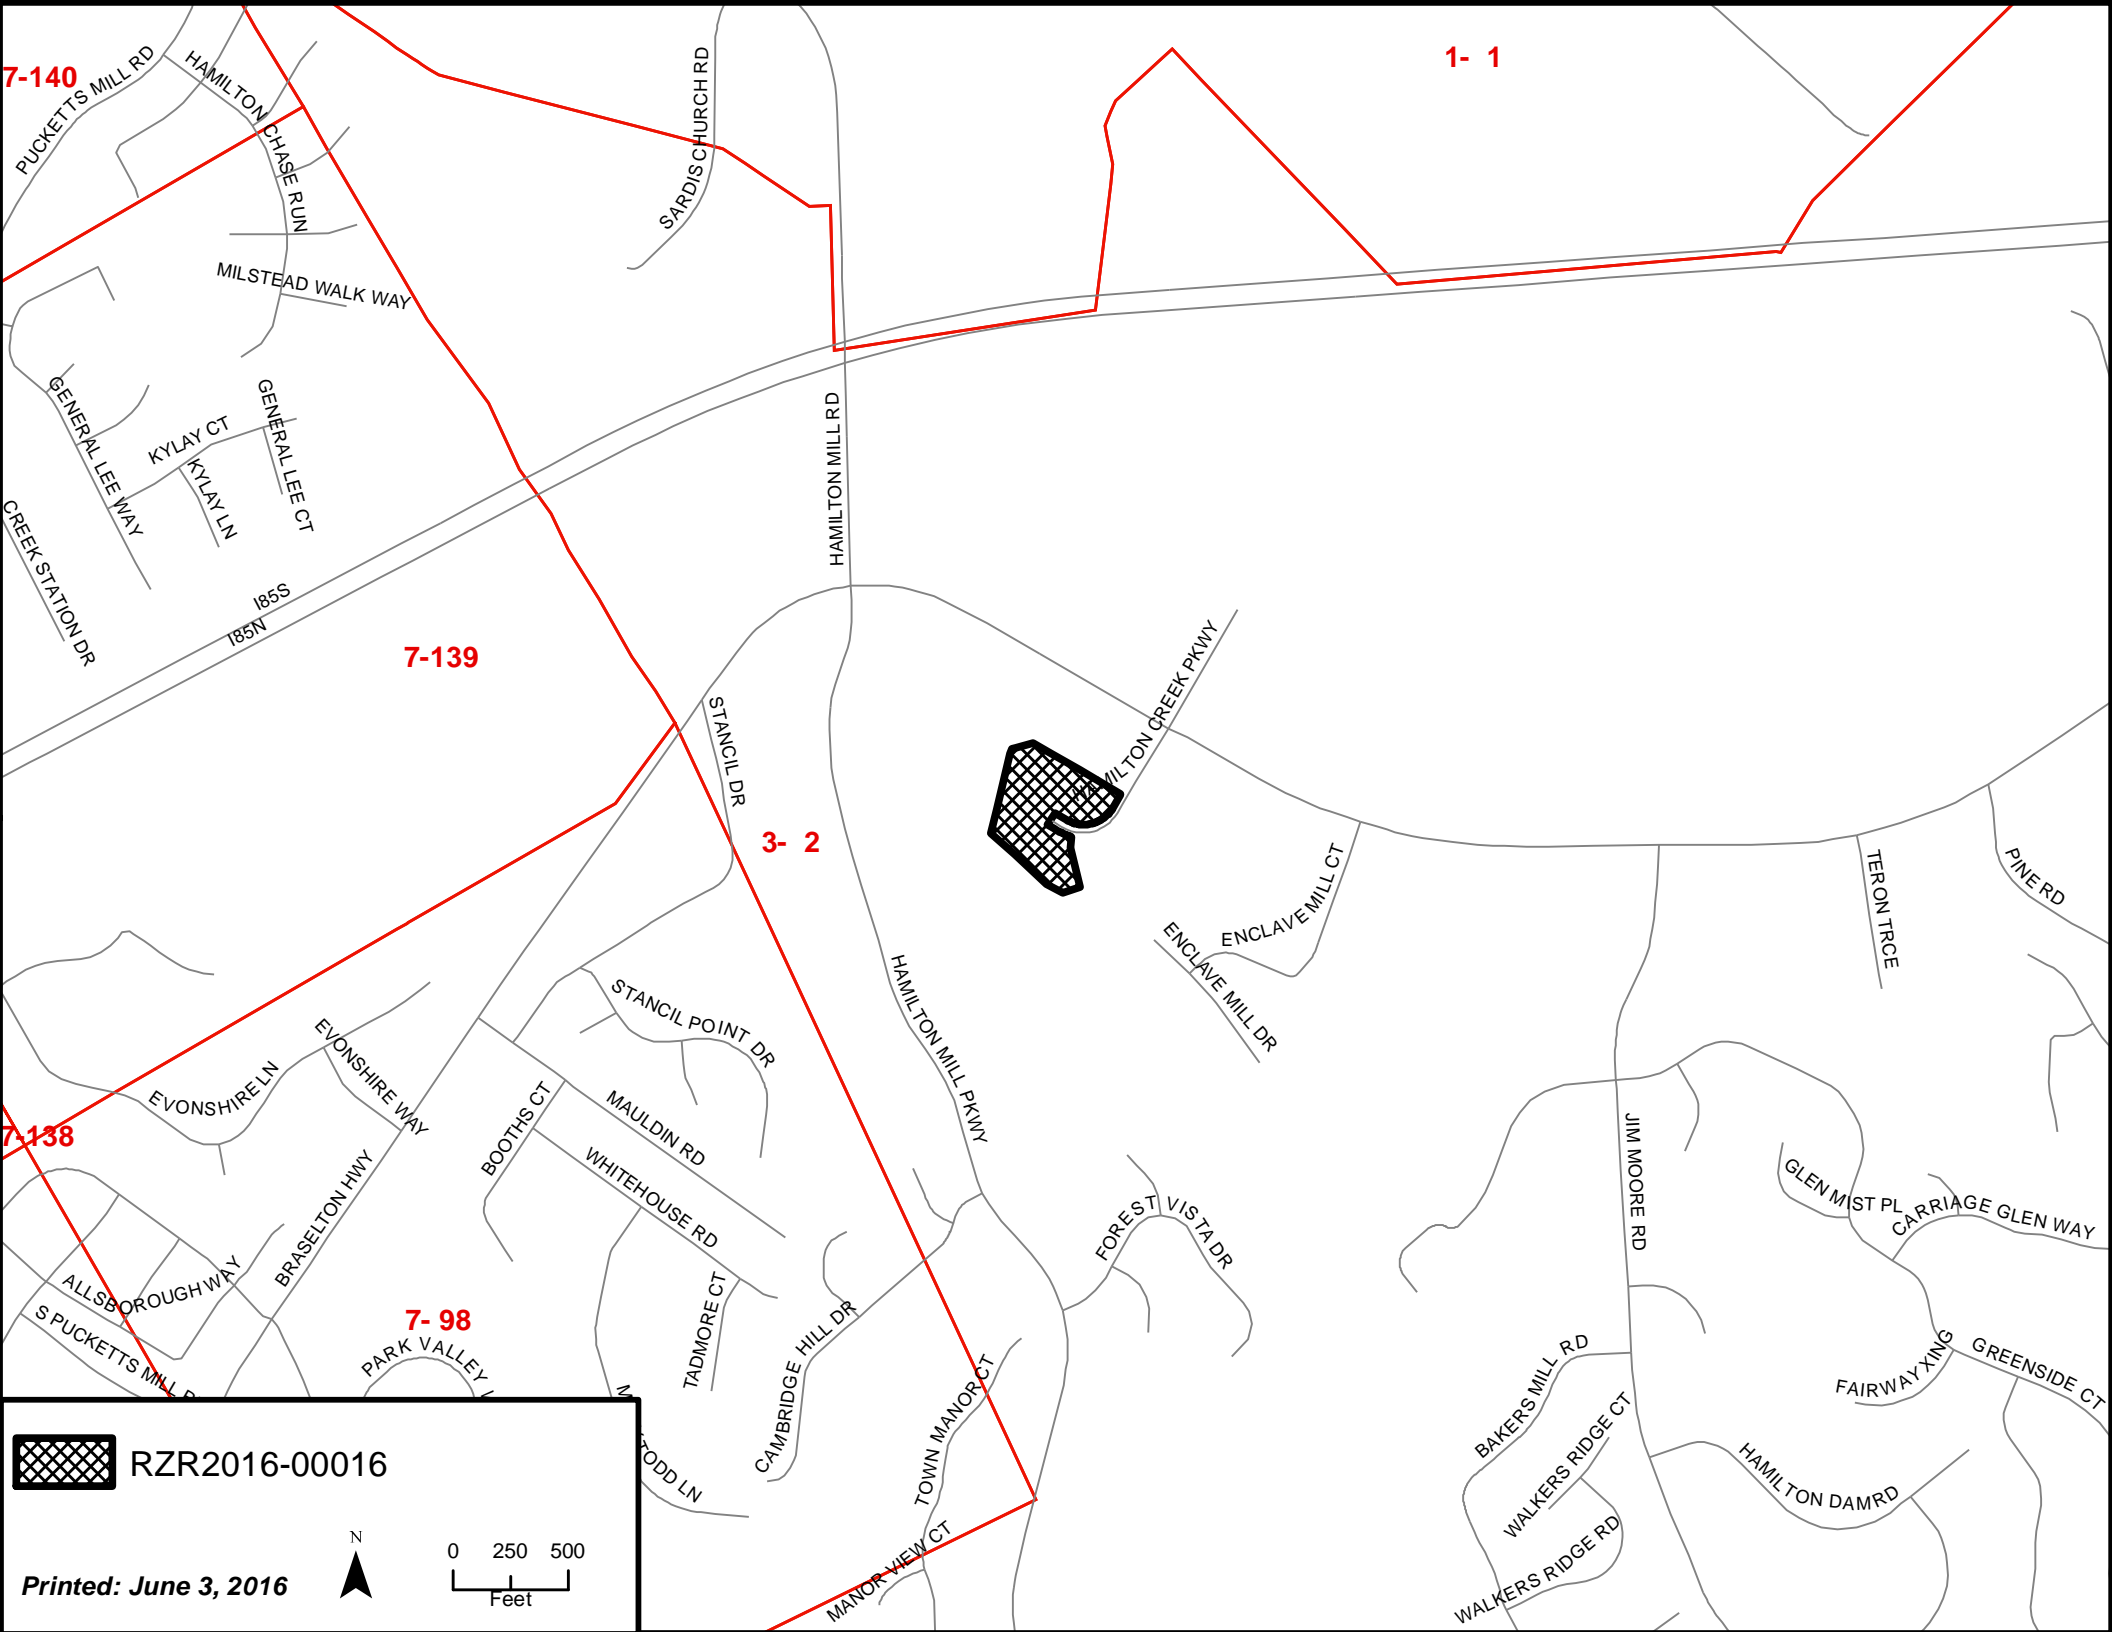 7-140
PUCKETTS MILL RD
HAMILTON CHASE RUN
SARDIS CHURCH RD
1- 1
MILSTEAD WALK WAY
GENERAL LEE WAY
KYLAY CT
KYLAY LN
GENERAL LEE CT
HAMILTON MILL RD
CREEK STATION DR
I85S
I85N
7-139
HAMILTON CREEK PKWY
STANCIL DR
3- 2
ENCLAVE MILL CT
ENCLAVE MILL DR
TERON TRCE
PINE RD
HAMILTON MILL PKWY
STANCIL POINT DR
EVONSHIRE LN
EVONSHIRE WAY
7-138
BOOTHS CT
MAULDIN RD
WHITEHOUSE RD
BRASELTON HWY
JIM MOORE RD
GLEN MIST PL
CARRIAGE GLEN WAY
FOREST VISTA DR
ALLSBOROUGH WAY
S PUCKETTS MILL R
7- 98
PARK VALLEY
TADMORE CT
CAMBRIDGE HILL DR
TOWN MANOR CT
FAIRWAY XING
GREENSIDE CT
BAKERS MILL RD
WALKERS RIDGE CT
HAMILTON DAM RD
TODD LN
MANOR VIEW CT
WALKERS RIDGE RD
RZR2016-00016
N
0 250 500
Feet
Printed: June 3, 2016